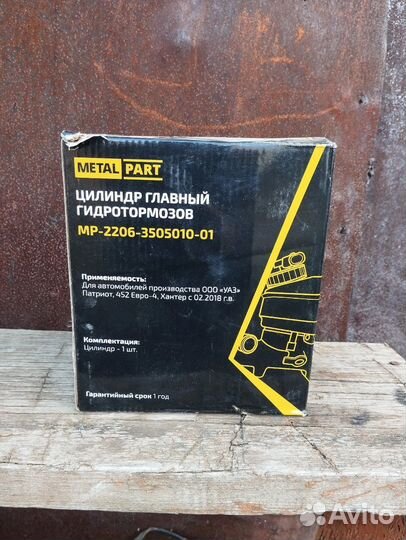 METAL PART
ЦИЛИНДР ГЛАВНЫЙ
ГИДРОТОРМОЗОВ
MP-2206-3505010-01
Применяемость:
Для автомобилей производства ООО «УАЗ»
Патриот, 452 Евро-4, Хантер с 02.2018 г.в.
Комплектация:
Цилиндр - 1 шт.
Гарантийный срок 1 год
Avito